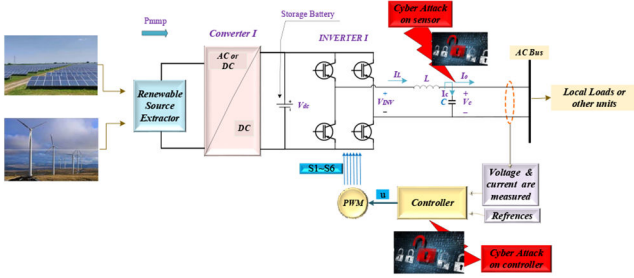 Pmmp
Converter I
Storage Battery
INVERTER I
Cyber Attack
on sensor
AC Bus
AC or
DC
DC
Renewable
Source
Extractor
Vdc
IL
L
Io
Ic
C
VINV
Vc
+
−
+
−
Local Loads or
other units
S1~S6
u
PWM
Controller
Voltage &
current are
measured
Refrences
Cyber Attack
on controller